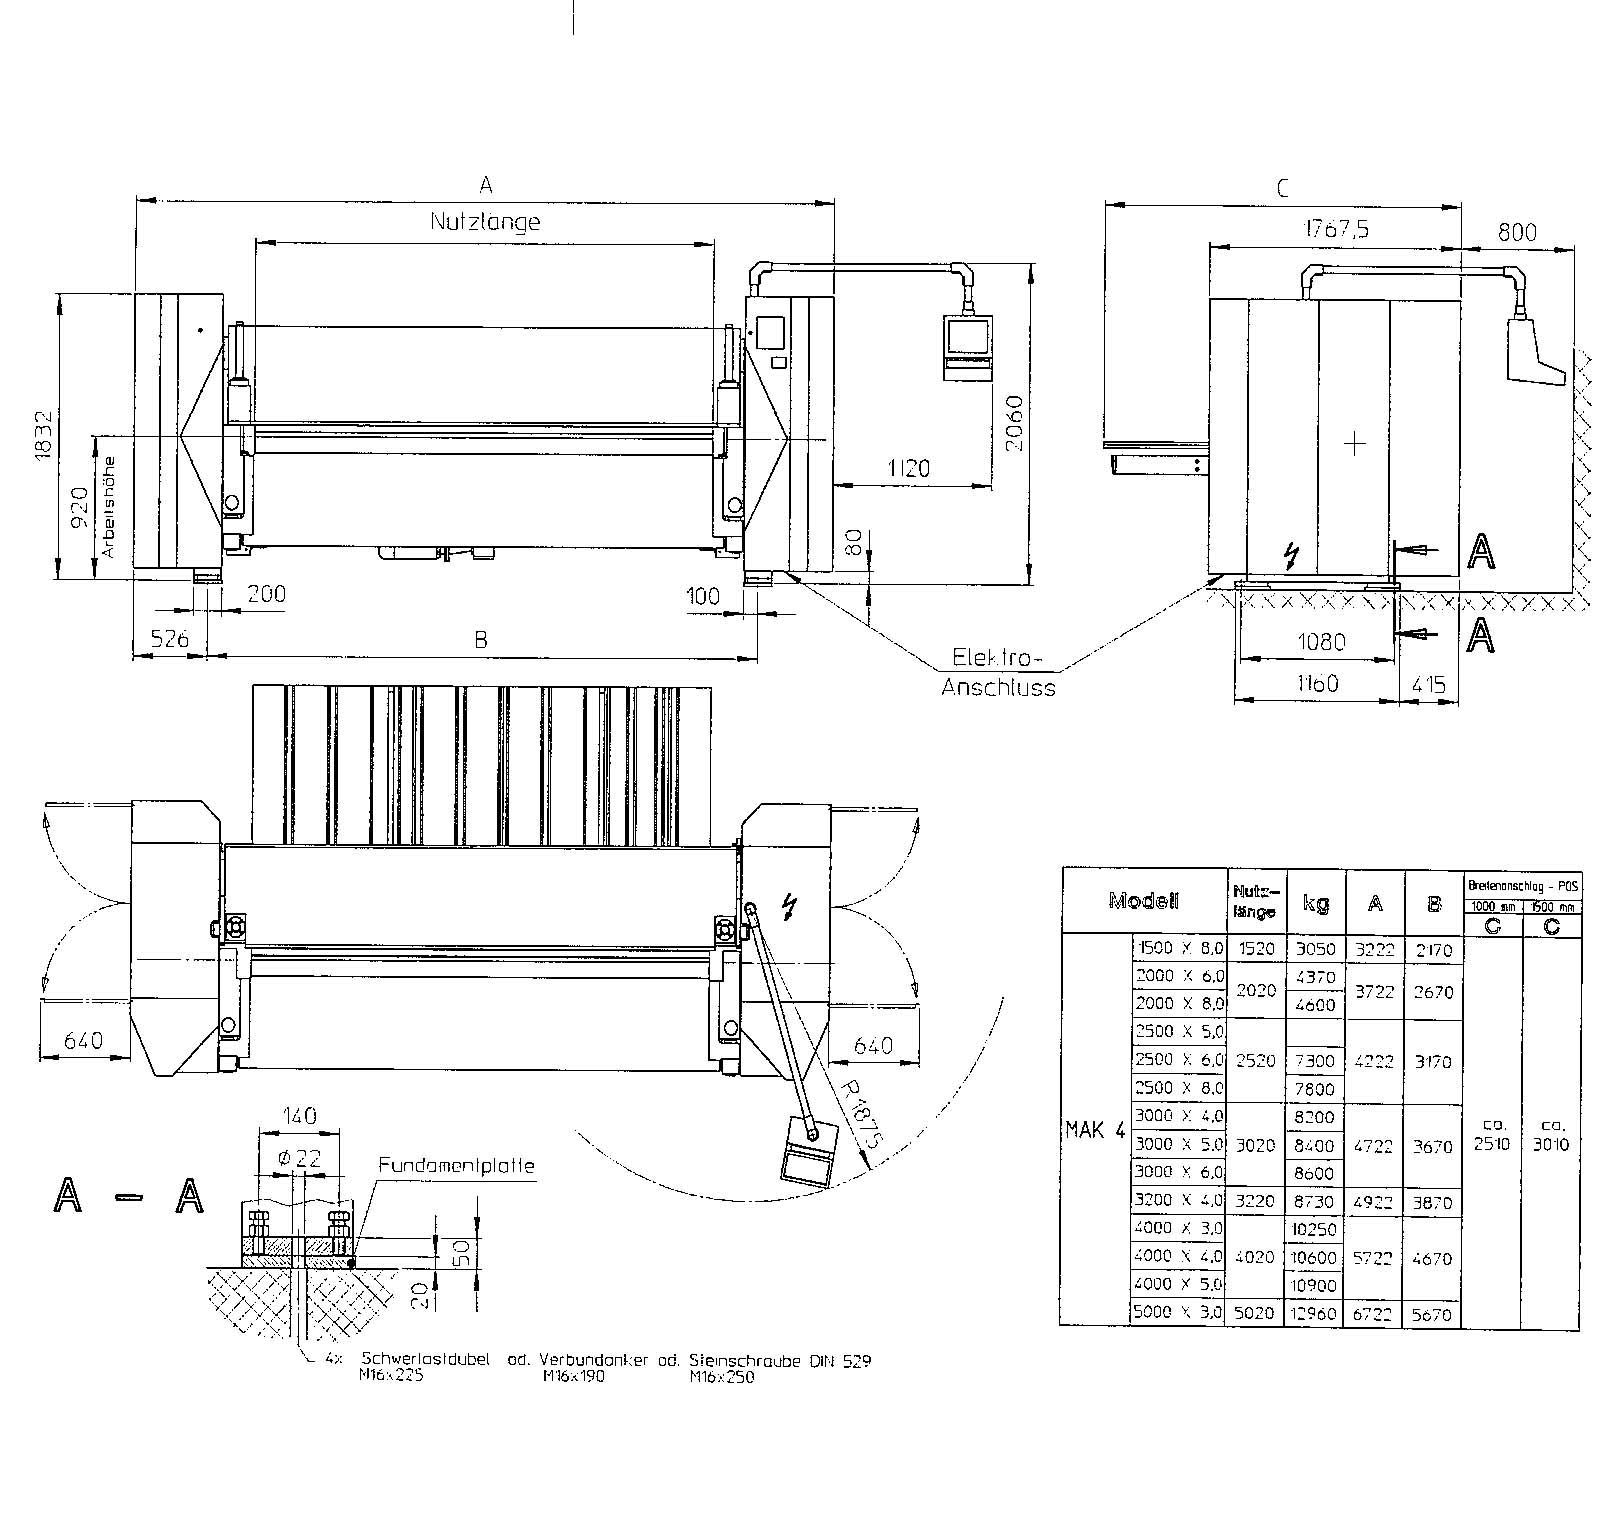 A
Nutzlänge
C
1767,5
800
1832
920
Arbeitshöhe
1120
2060
80
200
100
526
B
Elektro-
Anschluss
A
A
1080
1160
415
640
640
R1875
A - A
140
Ø22
Fundamentplatte
50
20
4x Schwerlastdübel od. Verbundanker od. Steinschraube DIN 529
M16x225 M16x190 M16x250
Modell Nutz-länge kg A B Breitenanschlag - POS
1000 mm 1500 mm
C C
1500 X 8,0 1520 3050 3222 2170
2000 X 6,0 2020 4370 3722 2670
2000 X 8,0 4600
2500 X 5,0
2500 X 6,0 2520 7300 4222 3170
2500 X 8,0 7800
3000 X 4,0 8200
MAK 4 3000 X 5,0 3020 8400 4722 3670 ca. 2510 ca. 3010
3000 X 6,0 8600
3200 X 4,0 3220 8730 4922 3870
4000 X 3,0 10250
4000 X 4,0 4020 10600 5722 4670
4000 X 5,0 10900
5000 X 3,0 5020 12960 6722 5670